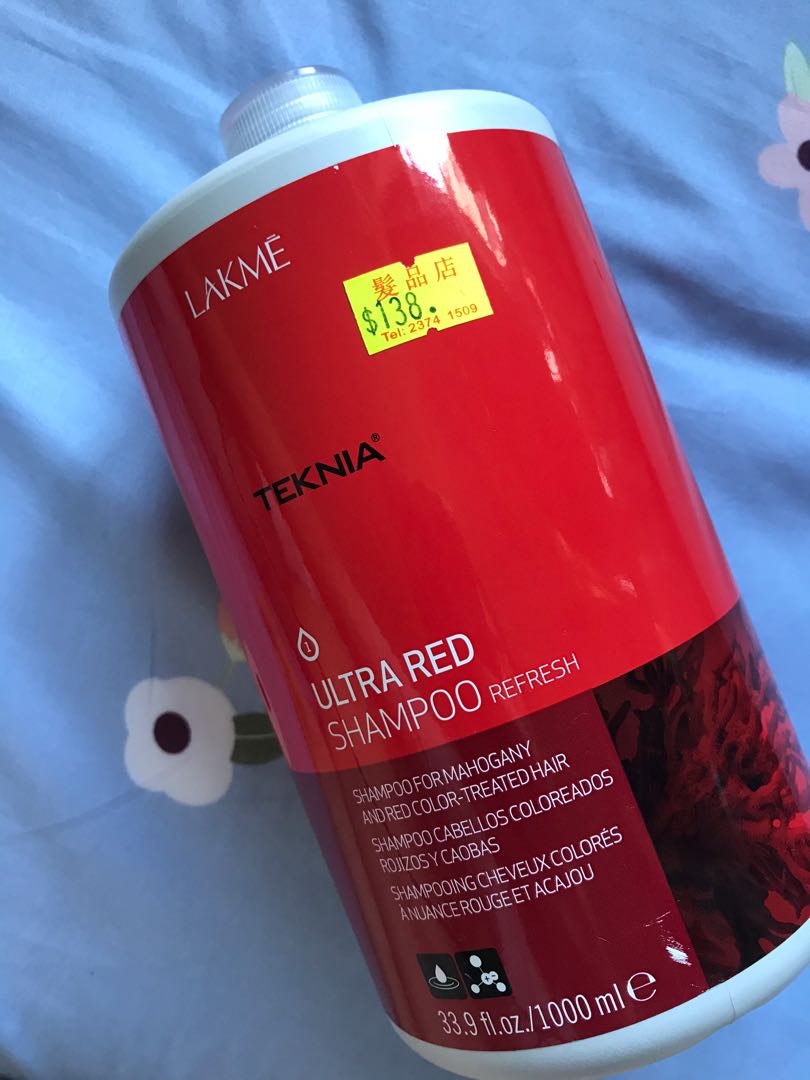 LAKMĒ
髮品店
$138.
Tel: 2374 1509
TEKNIA®
1
ULTRA RED
SHAMPOO REFRESH
SHAMPOO FOR MAHOGANY
AND RED COLOR-TREATED HAIR
SHAMPOO CABELLOS COLOREADOS
ROJIZOS Y CAOBAS
SHAMPOOING CHEVEUX COLORÉS
À NUANCE ROUGE ET ACAJOU
33.9 fl.oz./1000 ml ℮